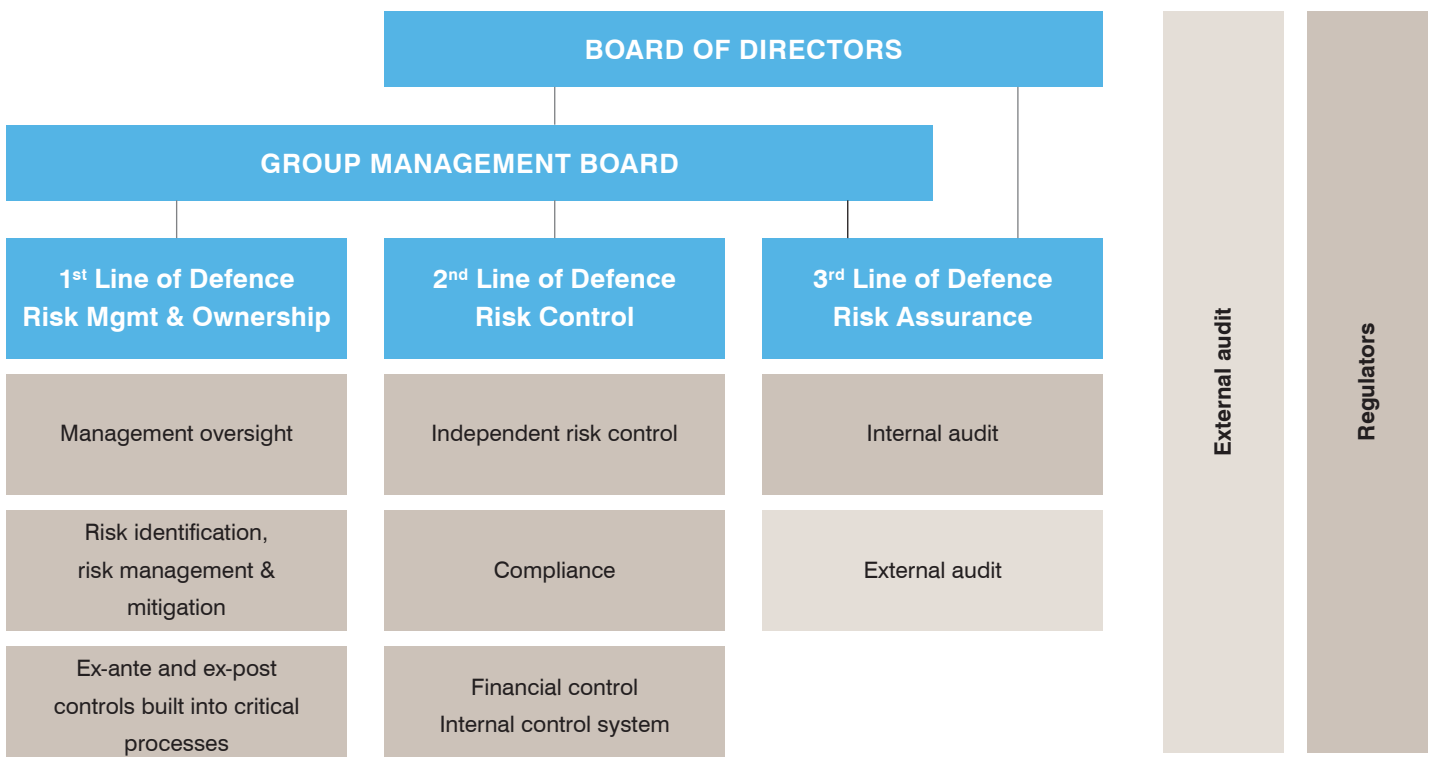 BOARD OF DIRECTORS
GROUP MANAGEMENT BOARD
1st Line of Defence
Risk Mgmt & Ownership
2nd Line of Defence
Risk Control
3rd Line of Defence
Risk Assurance
Management oversight
Independent risk control
Internal audit
Risk identification,
risk management &
mitigation
Compliance
External audit
Ex-ante and ex-post
controls built into critical
processes
Financial control
Internal control system
External audit
Regulators